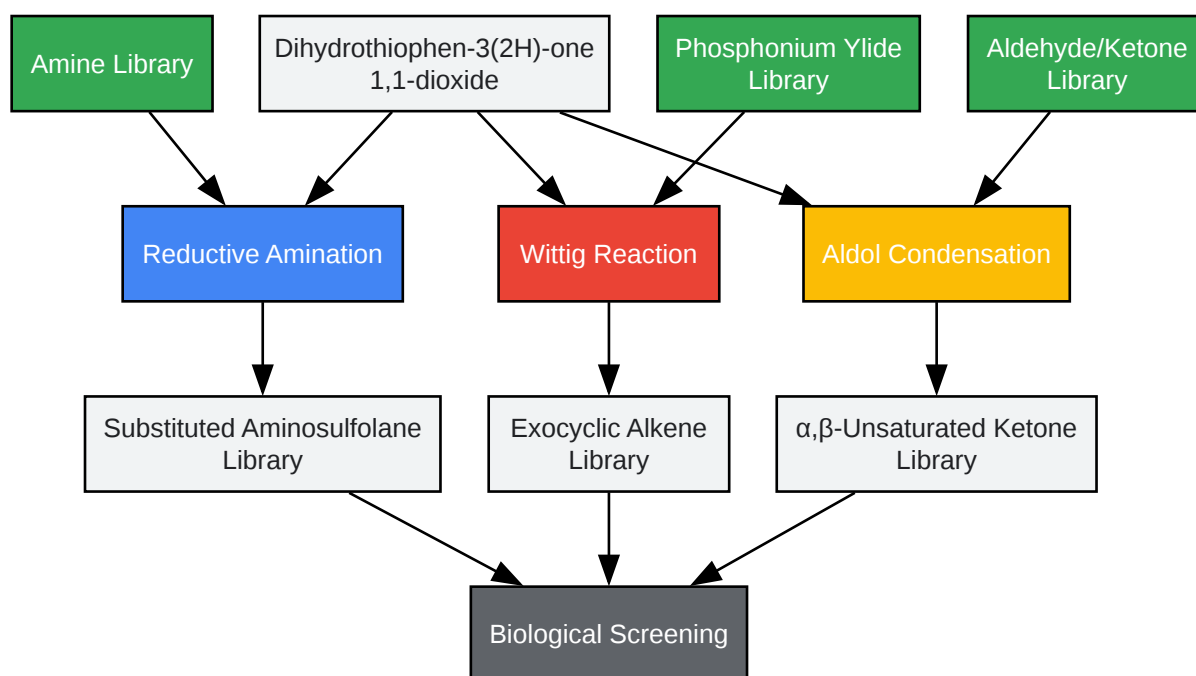 Amine Library
Dihydrothiophen-3(2H)-one
1,1-dioxide
Phosphonium Ylide
Library
Aldehyde/Ketone
Library
Reductive Amination
Wittig Reaction
Aldol Condensation
Substituted Aminosulfolane
Library
Exocyclic Alkene
Library
α,β-Unsaturated Ketone
Library
Biological Screening